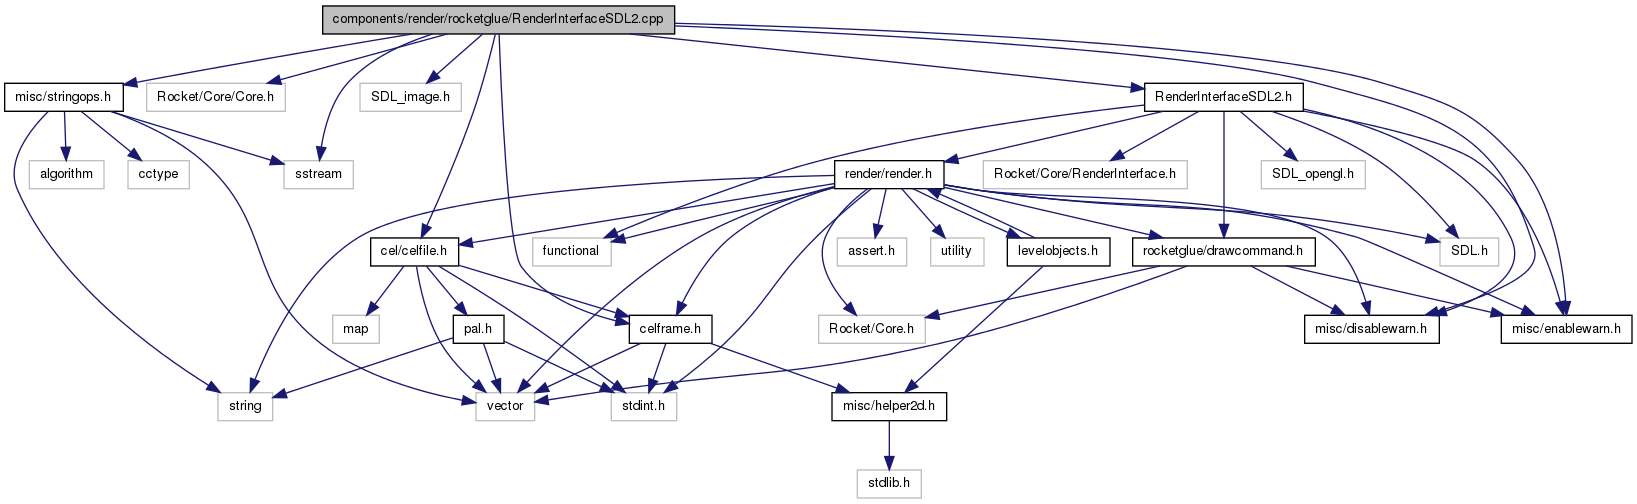 components/render/rocketglue/RenderInterfaceSDL2.cpp
misc/stringops.h
Rocket/Core/Core.h
SDL_image.h
RenderInterfaceSDL2.h
algorithm
cctype
sstream
render/render.h
Rocket/Core/RenderInterface.h
SDL_opengl.h
cel/celfile.h
functional
assert.h
utility
levelobjects.h
rocketglue/drawcommand.h
SDL.h
map
pal.h
celframe.h
Rocket/Core.h
misc/disablewarn.h
misc/enablewarn.h
string
vector
stdint.h
misc/helper2d.h
stdlib.h